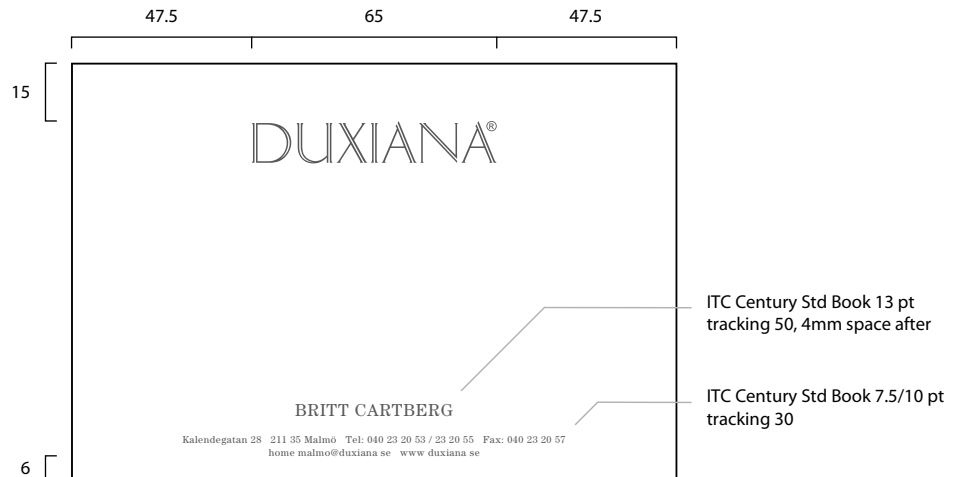 47.5 65 47.5
15
DUXIANA®
ITC Century Std Book 13 pt
tracking 50, 4mm space after
ITC Century Std Book 7.5/10 pt
tracking 30
BRITT CARTBERG
Kalendegatan 28 211 35 Malmö Tel: 040 23 20 53 / 23 20 55 Fax: 040 23 20 57
home malmo@duxiana se www duxiana se
6